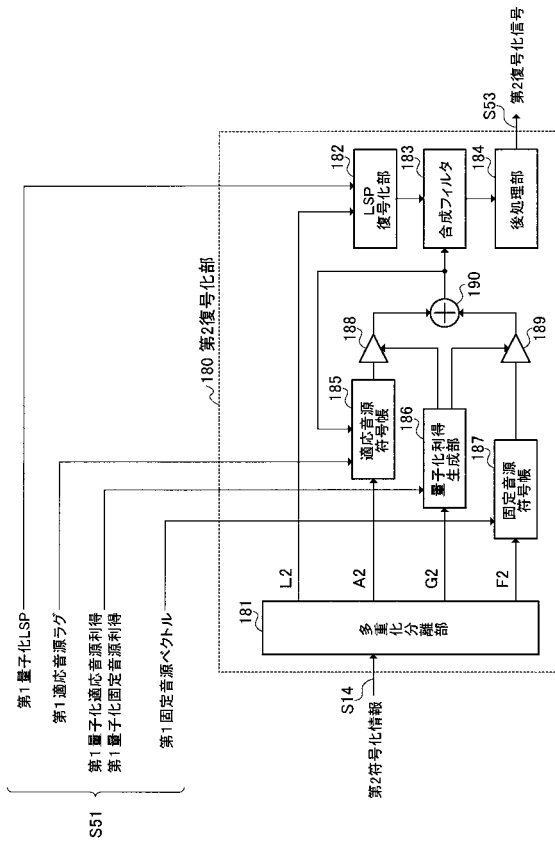 S51
第1量子化LSP
第1適応音源ラグ
第1量子化適応音源利得
第1量子化固定音源利得
第1固定音源ベクトル
180 第2復号化部
S14
第2符号化情報
181
多重化分離部
L2
A2
G2
F2
185
適応音源
符号帳
186
量子化利得
生成部
187
固定音源
符号帳
188
189
190
182
LSP
復号化部
183
合成フィルタ
184
後処理部
S53
第2復号化信号